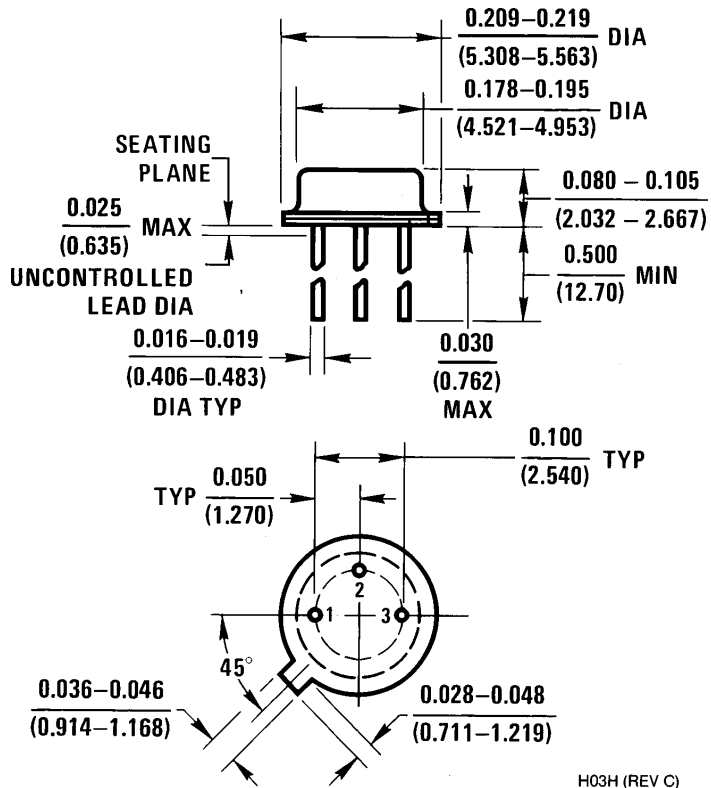 0.209–0.219
(5.308–5.563)
DIA
0.178–0.195
(4.521–4.953)
DIA
SEATING
PLANE
0.025
(0.635)
MAX
UNCONTROLLED
LEAD DIA
0.080 – 0.105
(2.032 – 2.667)
0.500
(12.70)
MIN
0.016–0.019
(0.406–0.483)
DIA TYP
0.030
(0.762)
MAX
0.100
(2.540)
TYP
TYP
0.050
(1.270)
2
1
3
45°
0.036–0.046
(0.914–1.168)
0.028–0.048
(0.711–1.219)
H03H (REV C)